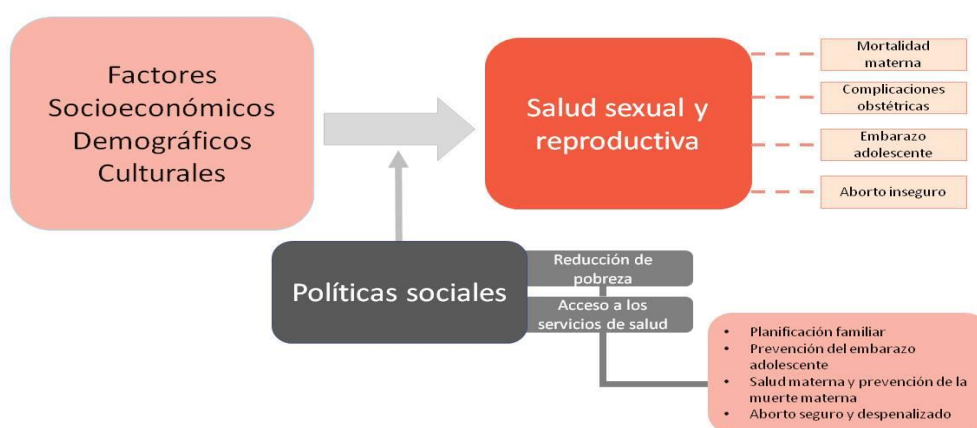 Factores
Socioeconómicos
Demográficos
Culturales
Salud sexual y
reproductiva
Mortalidad
materna
Complicaciones
obstétricas
Embarazo
adolescente
Aborto inseguro
Políticas sociales
Reducción de
pobreza
Acceso a los
servicios de salud
• Planificación familiar
• Prevención del embarazo
adolescente
• Salud materna y prevención de la
muerte materna
• Aborto seguro y despenalizado